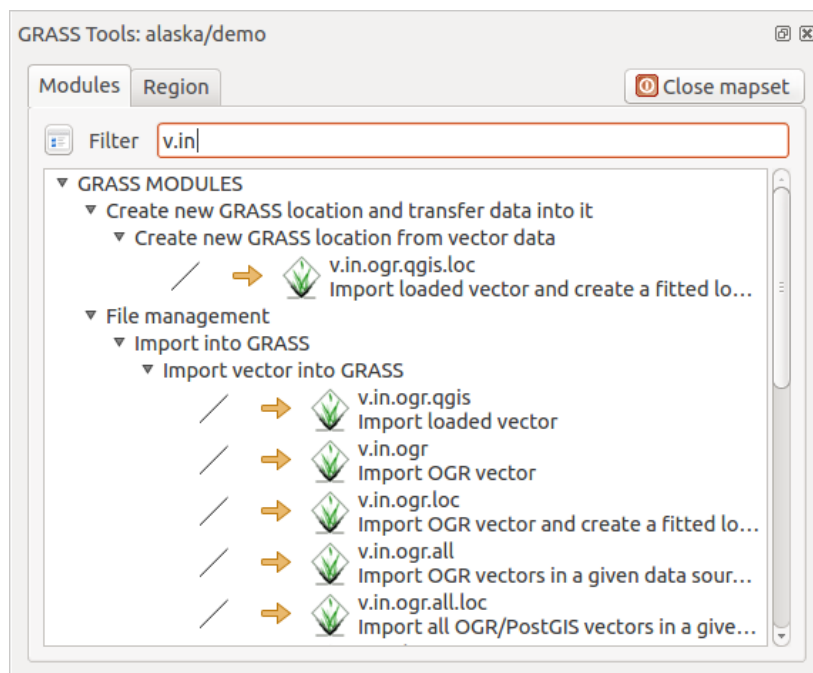 GRASS Tools: alaska/demo
Modules
Region
Close mapset
Filter
v.in
GRASS MODULES
Create new GRASS location and transfer data into it
Create new GRASS location from vector data
v.in.ogr.qgis.loc
Import loaded vector and create a fitted lo...
File management
Import into GRASS
Import vector into GRASS
v.in.ogr.qgis
Import loaded vector
v.in.ogr
Import OGR vector
v.in.ogr.loc
Import OGR vector and create a fitted lo...
v.in.ogr.all
Import OGR vectors in a given data sour...
v.in.ogr.all.loc
Import all OGR/PostGIS vectors in a give...